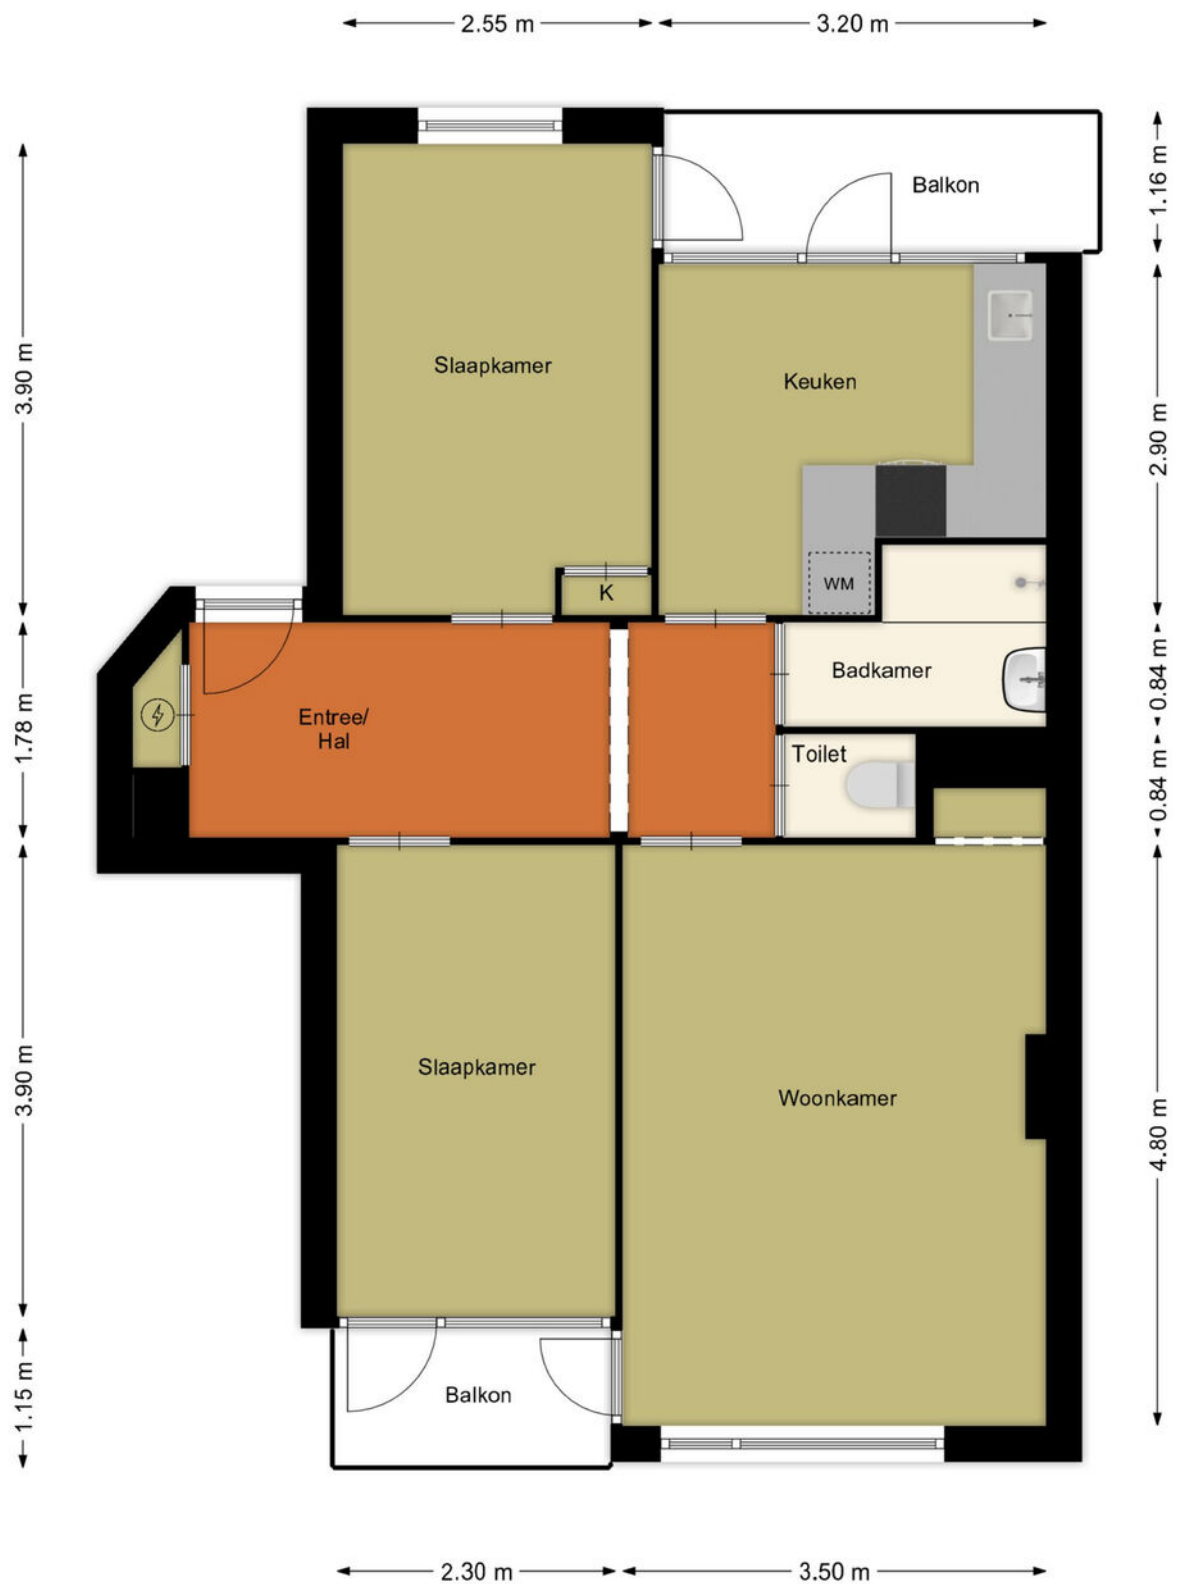 2.55 m
3.20 m
Balkon
1.16 m
3.90 m
Slaapkamer
Keuken
2.90 m
WM
K
1.78 m
Entree/
Hal
Badkamer
0.84 m
Toilet
0.84 m
3.90 m
Slaapkamer
Woonkamer
4.80 m
Balkon
1.15 m
2.30 m
3.50 m